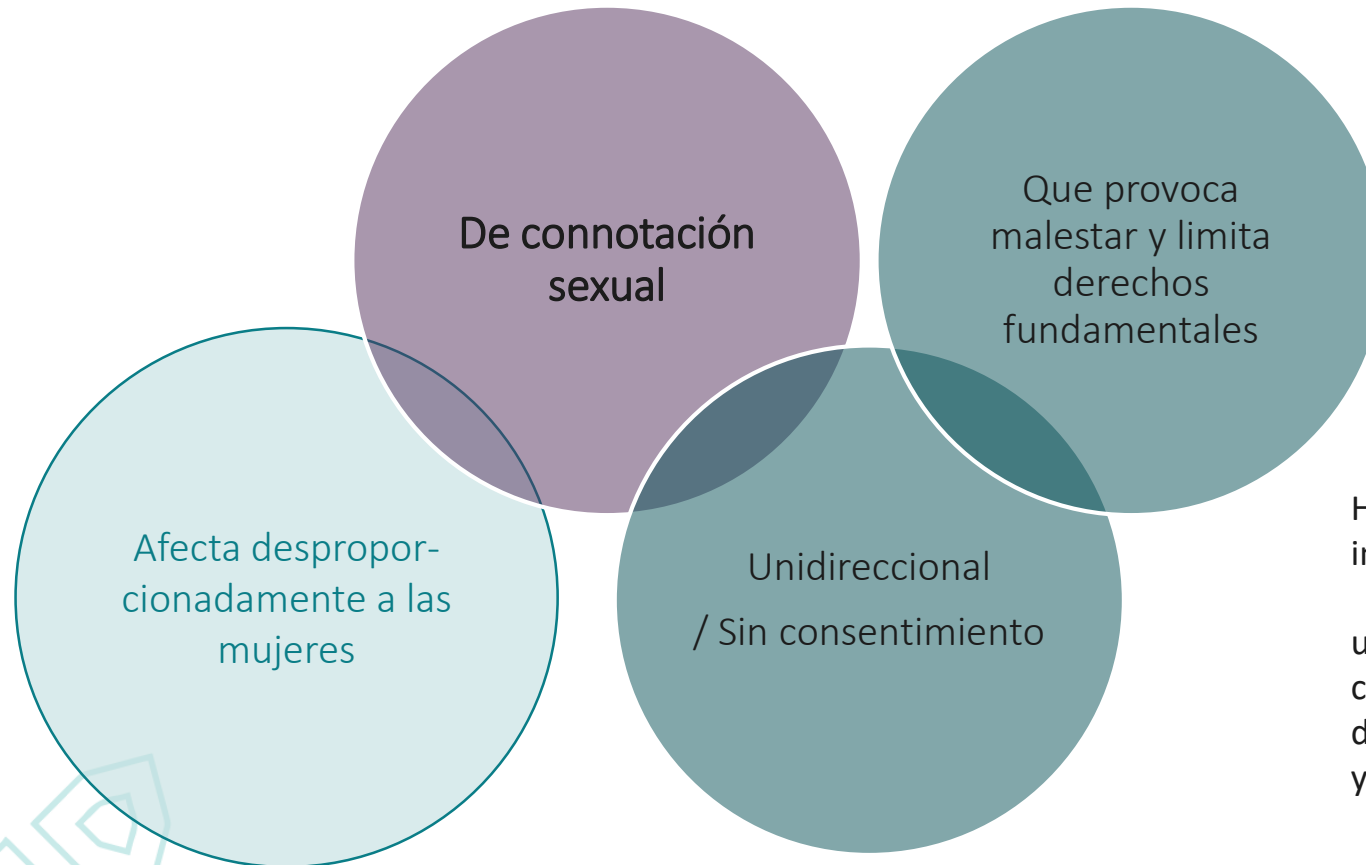 De connotación
sexual
Que provoca
malestar y limita
derechos
fundamentales
Afecta despropor-
cionadamente a las
mujeres
Unidireccional
/ Sin consentimiento